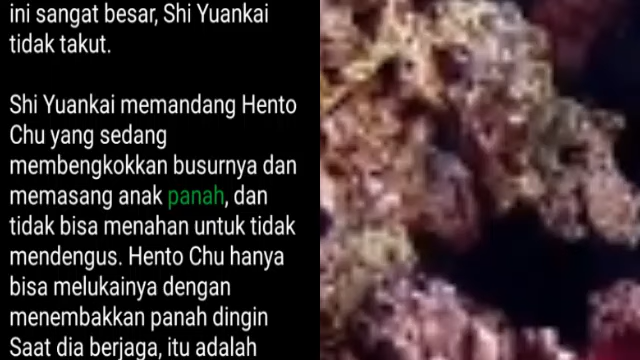 ini sangat besar, Shi Yuankai
tidak takut.
Shi Yuankai memandang Hento
Chu yang sedang
membengkokkan busurnya dan
memasang anak panah, dan
tidak bisa menahan untuk tidak
mendengus. Hento Chu hanya
bisa melukainya dengan
menembakkan panah dingin
Saat dia berjaga, itu adalah